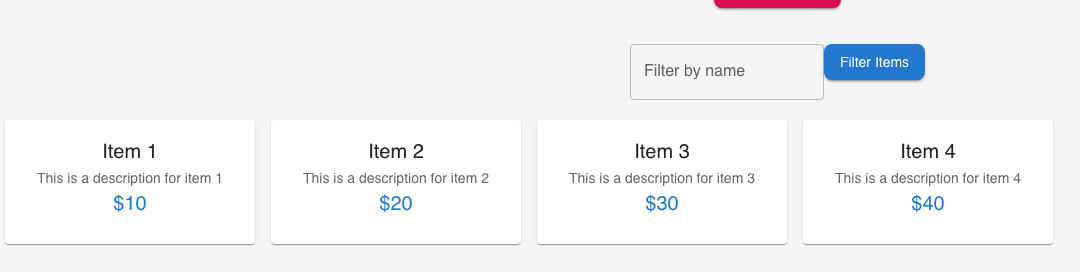 Filter by name
Filter Items
Item 1
This is a description for item 1
$10
Item 2
This is a description for item 2
$20
Item 3
This is a description for item 3
$30
Item 4
This is a description for item 4
$40